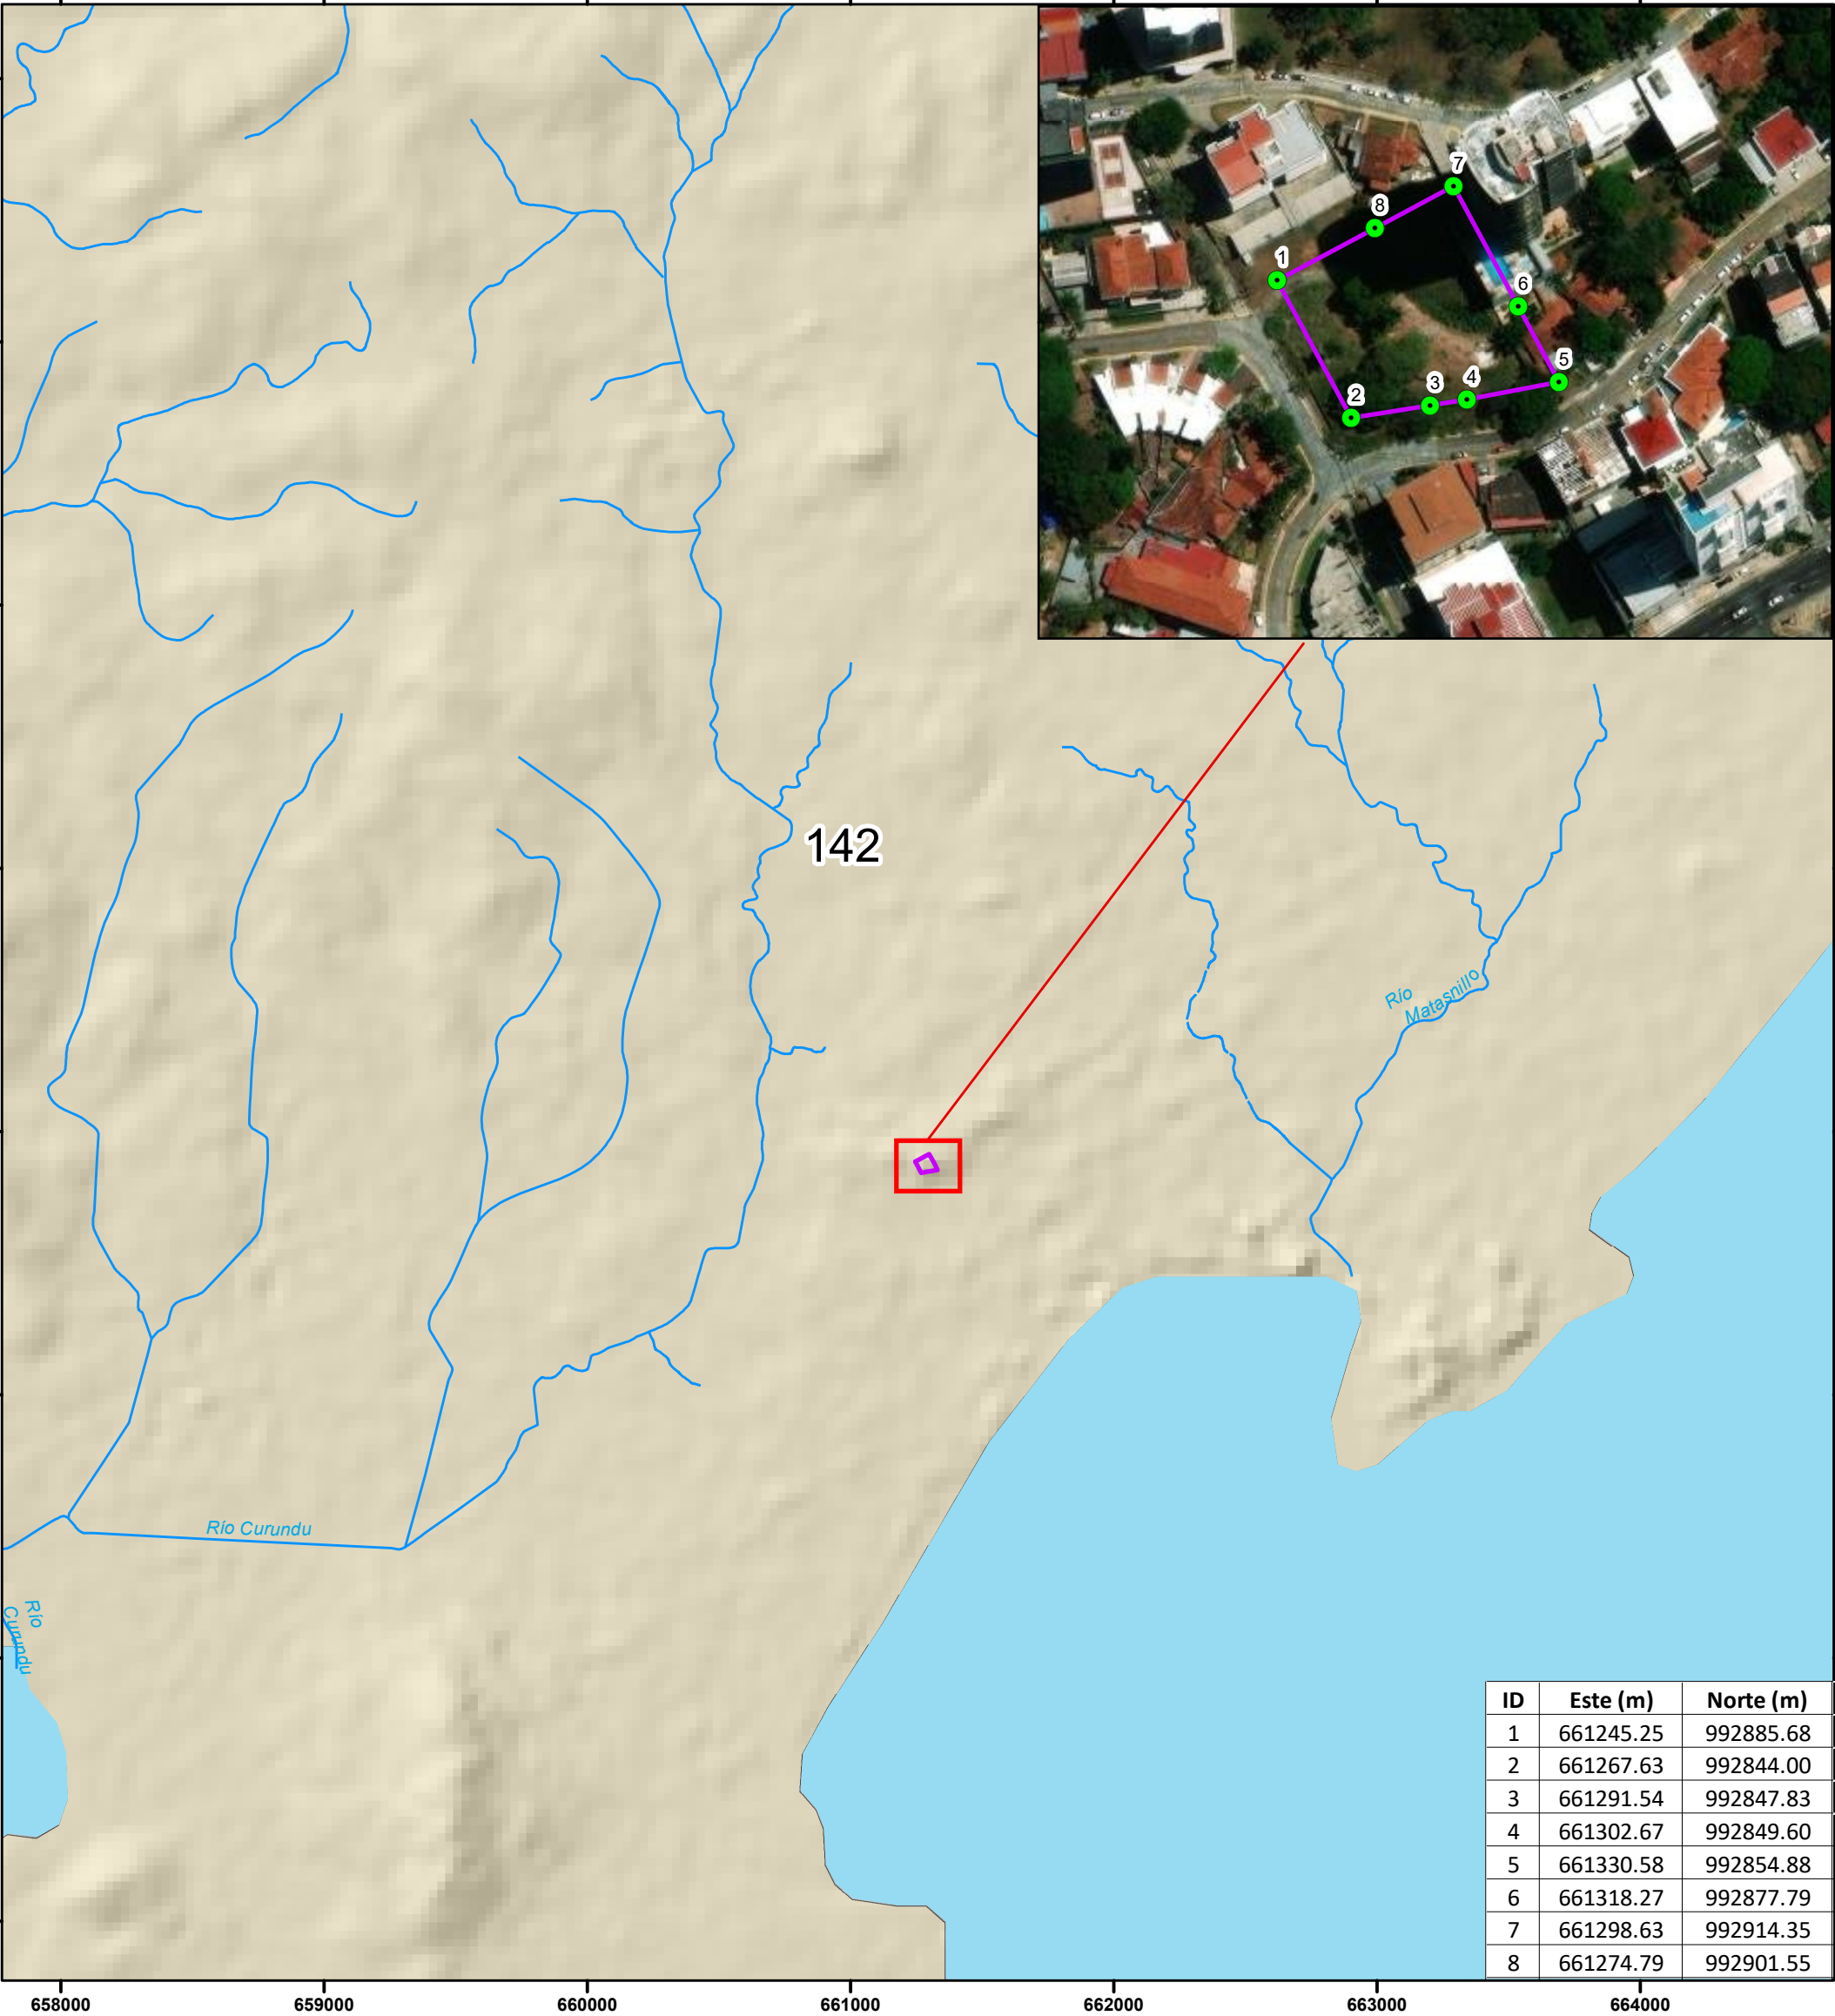 7
8
1
6
5
4
3
2
142
Río
Matasnillo
Río Curundu
Río
Curundu
ID Este (m) Norte (m)
1 661245.25 992885.68
2 661267.63 992844.00
3 661291.54 992847.83
4 661302.67 992849.60
5 661330.58 992854.88
6 661318.27 992877.79
7 661298.63 992914.35
8 661274.79 992901.55
658000 659000 660000 661000 662000 663000 664000